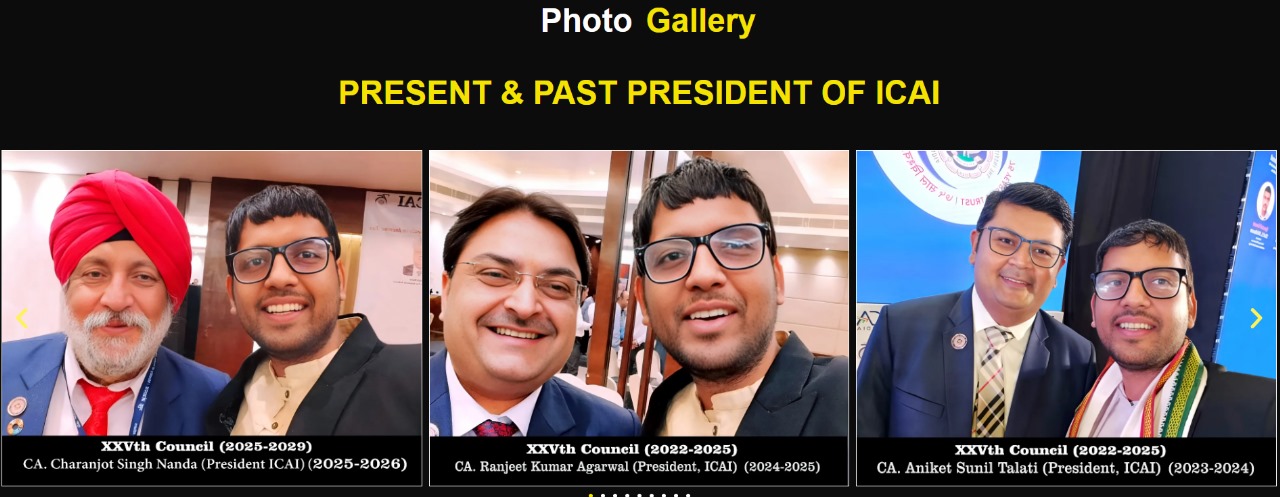 Photo Gallery
PRESENT & PAST PRESIDENT OF ICAI
ICAI
TRUST
XXVth Council (2025-2029)
CA. Charanjot Singh Nanda (President ICAI) (2025-2026)
XXVth Council (2022-2025)
CA. Ranjeet Kumar Agarwal (President, ICAI) (2024-2025)
XXVth Council (2022-2025)
CA. Aniket Sunil Talati (President, ICAI) (2023-2024)